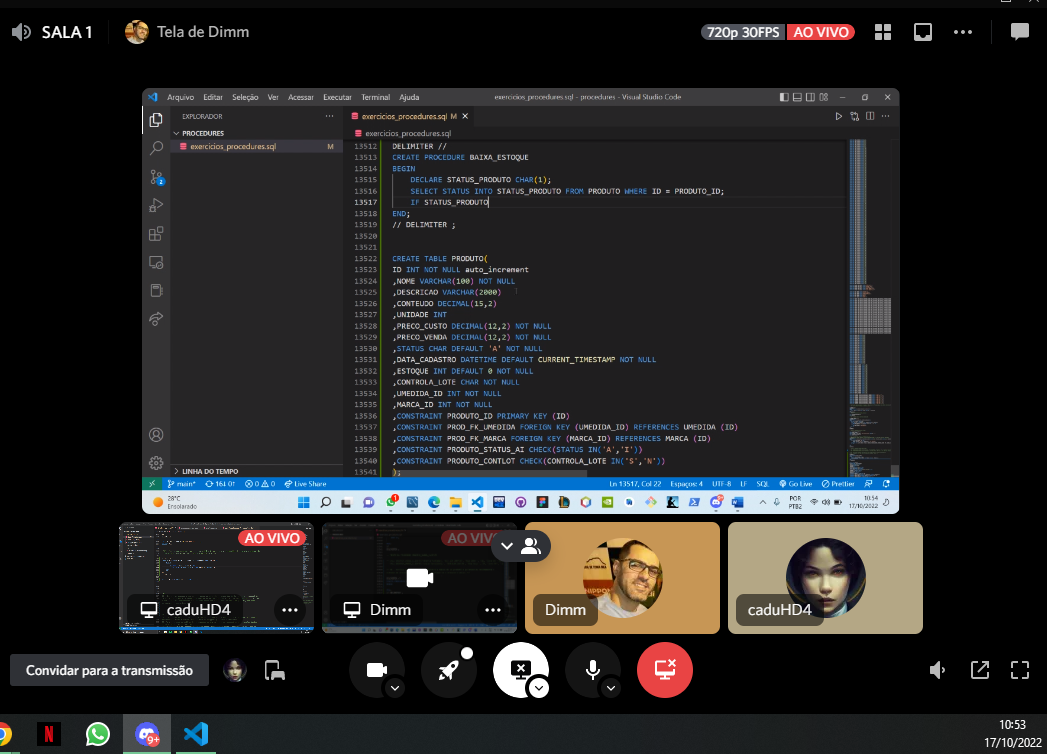 SALA 1
Tela de Dimm
720p 30FPS
AO VIVO
Arquivo Editar Seleção Ver Acessar Executar Terminal Ajuda
exercicios_procedures.sql - procedures - Visual Studio Code
EXPLORADOR
exercicios_procedures.sql M
PROCEDURES
exercicios_procedures.sql
exercicios_procedures.sql M
13512 DELIMITER //
13513 CREATE PROCEDURE BAIXA_ESTOQUE
13514 BEGIN
13515 DECLARE STATUS_PRODUTO CHAR(1);
13516 SELECT STATUS INTO STATUS_PRODUTO FROM PRODUTO WHERE ID = PRODUTO_ID;
13517 IF STATUS_PRODUTO
13518 END;
13519 // DELIMITER ;
13520
13521
13522 CREATE TABLE PRODUTO(
13523 ID INT NOT NULL auto_increment
13524 ,NOME VARCHAR(100) NOT NULL
13525 ,DESCRICAO VARCHAR(2000)
13526 ,CONTEUDO DECIMAL(15,2)
13527 ,UNIDADE INT
13528 ,PRECO_CUSTO DECIMAL(12,2) NOT NULL
13529 ,PRECO_VENDA DECIMAL(12,2) NOT NULL
13530 ,STATUS CHAR DEFAULT 'A' NOT NULL
13531 ,DATA_CADASTRO DATETIME DEFAULT CURRENT_TIMESTAMP NOT NULL
13532 ,ESTOQUE INT DEFAULT 0 NOT NULL
13533 ,CONTROLA_LOTE CHAR NOT NULL
13534 ,UMEDIDA_ID INT NOT NULL
13535 ,MARCA_ID INT NOT NULL
13536 ,CONSTRAINT PRODUTO_ID PRIMARY KEY (ID)
13537 ,CONSTRAINT PROD_FK_UMEDIDA FOREIGN KEY (UMEDIDA_ID) REFERENCES UMEDIDA (ID)
13538 ,CONSTRAINT PROD_FK_MARCA FOREIGN KEY (MARCA_ID) REFERENCES MARCA (ID)
13539 ,CONSTRAINT PRODUTO_STATUS_AI CHECK(STATUS IN('A','I'))
13540 ,CONSTRAINT PRODUTO_CONTLOT CHECK(CONTROLA_LOTE IN('S','N'))
13541 );
LINHA DO TEMPO
main* 0 0 Live Share
Ln 13517, Col 22 Espaços: 4 UTF-8 LF SQL Go Live Prettier
28°C
Ensolarado
POR
PTB2
10:54
17/10/2022
AO VIVO
caduHD4
AO VIVO
Dimm
Dimm
caduHD4
Convidar para a transmissão
9+
10:53
17/10/2022